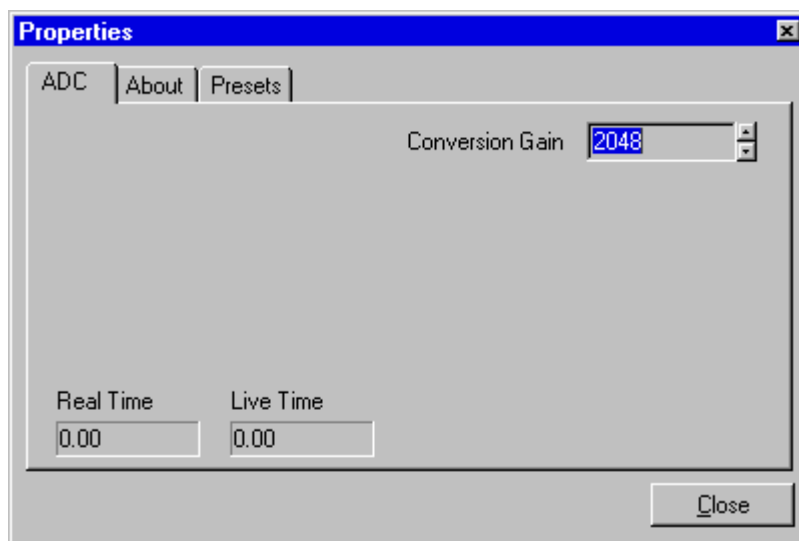 Properties
ADC About Presets
Conversion Gain 2048
Real Time Live Time
0.00 0.00
Close